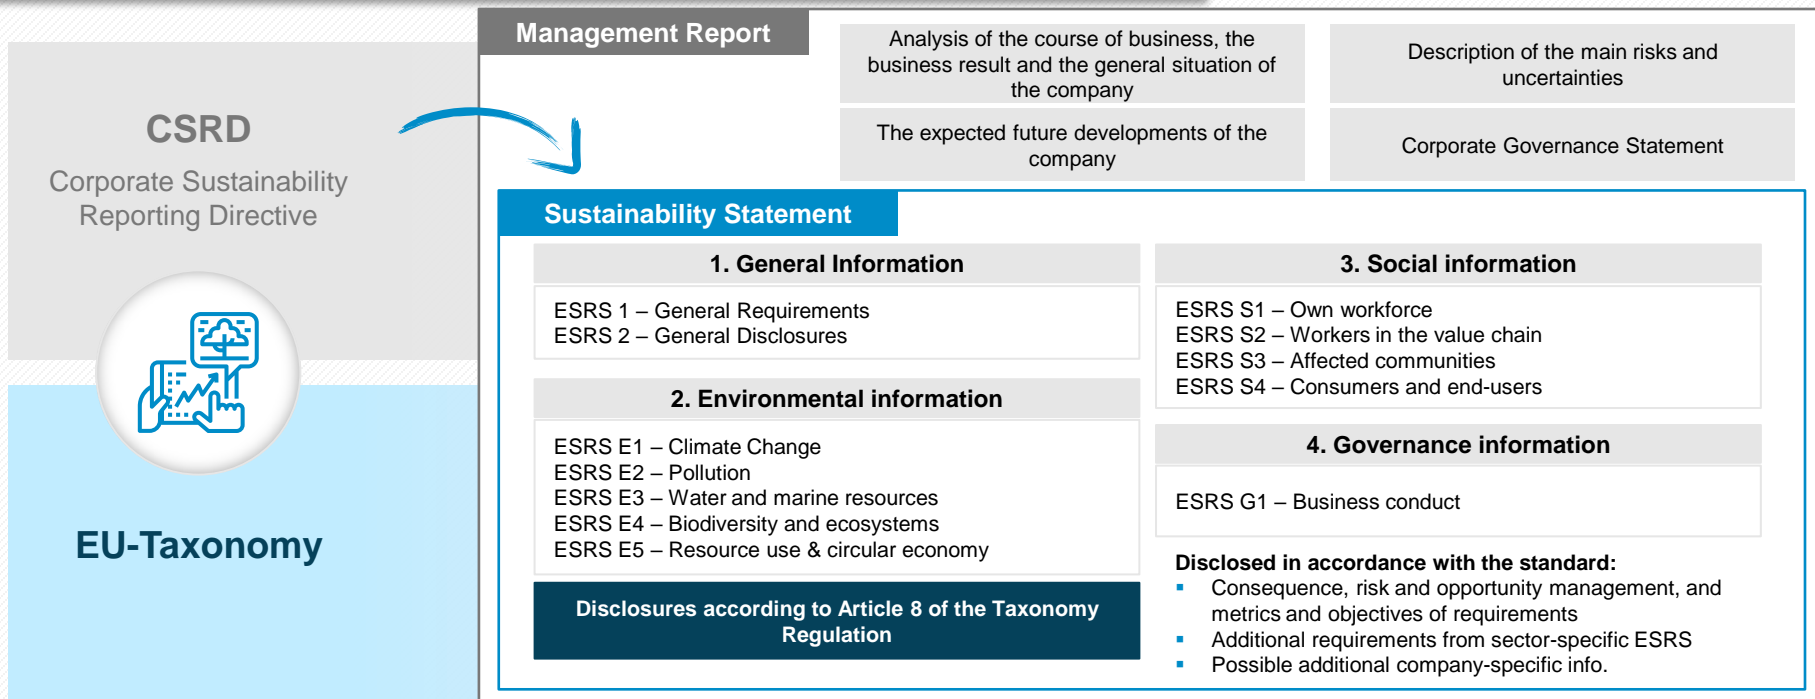 CSRD
Corporate Sustainability
Reporting Directive
EU-Taxonomy
Management Report
Analysis of the course of business, the
business result and the general situation of
the company
Description of the main risks and
uncertainties
The expected future developments of the
company
Corporate Governance Statement
Sustainability Statement
1. General Information
ESRS 1 – General Requirements
ESRS 2 – General Disclosures
2. Environmental information
ESRS E1 – Climate Change
ESRS E2 – Pollution
ESRS E3 – Water and marine resources
ESRS E4 – Biodiversity and ecosystems
ESRS E5 – Resource use & circular economy
Disclosures according to Article 8 of the Taxonomy
Regulation
3. Social information
ESRS S1 – Own workforce
ESRS S2 – Workers in the value chain
ESRS S3 – Affected communities
ESRS S4 – Consumers and end-users
4. Governance information
ESRS G1 – Business conduct
Disclosed in accordance with the standard:
▪ Consequence, risk and opportunity management, and
metrics and objectives of requirements
▪ Additional requirements from sector-specific ESRS
▪ Possible additional company-specific info.